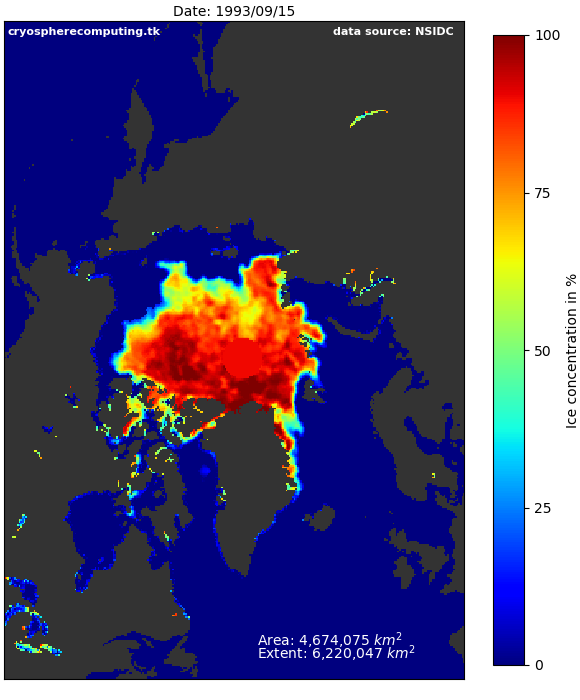 Date: 1993/09/15
cryospherecomputing.tk
data source: NSIDC
100
75
50
25
0
Ice concentration in %
Area: 4,674,075 km²
Extent: 6,220,047 km²